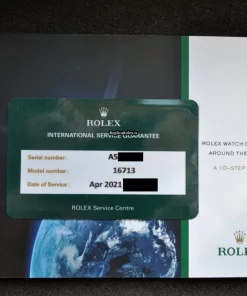 ROLEX
INTERNATIONAL SERVICE GUARANTEE
Serial number: A5
Model number: 16713
Date of Service: Apr 2021
ROLEX Service Centre
ROLEX WATCH S
AROUND THE
A 10-STEP
ROL